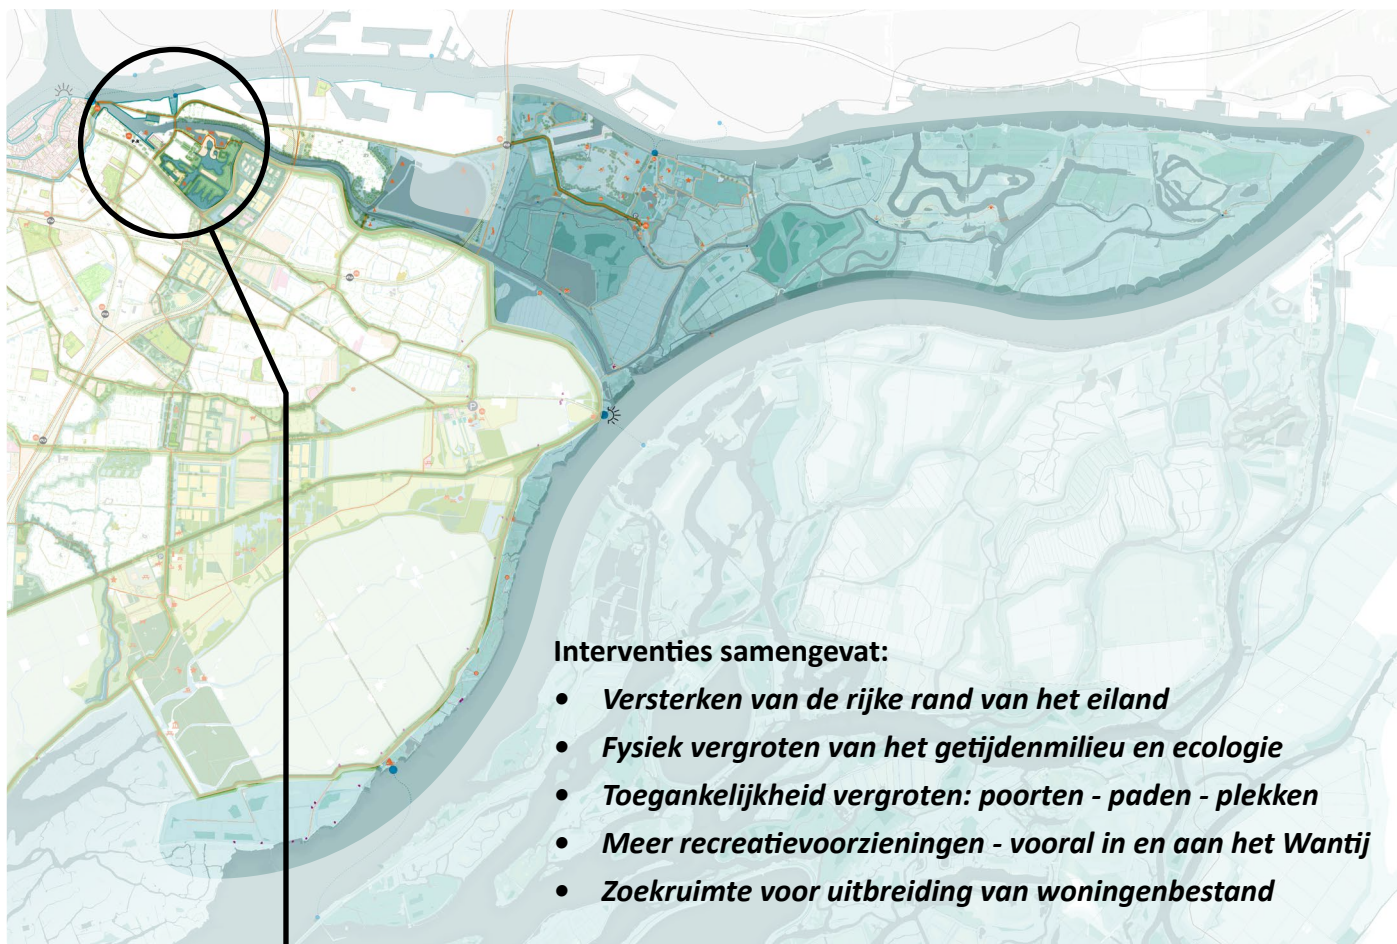 Interventies samengevat:
• Versterken van de rijke rand van het eiland
• Fysiek vergroten van het getijdenmilieu en ecologie
• Toegankelijkheid vergroten: poorten - paden - plekken
• Meer recreatievoorzieningen - vooral in en aan het Wantij
• Zoekruimte voor uitbreiding van woningenbestand